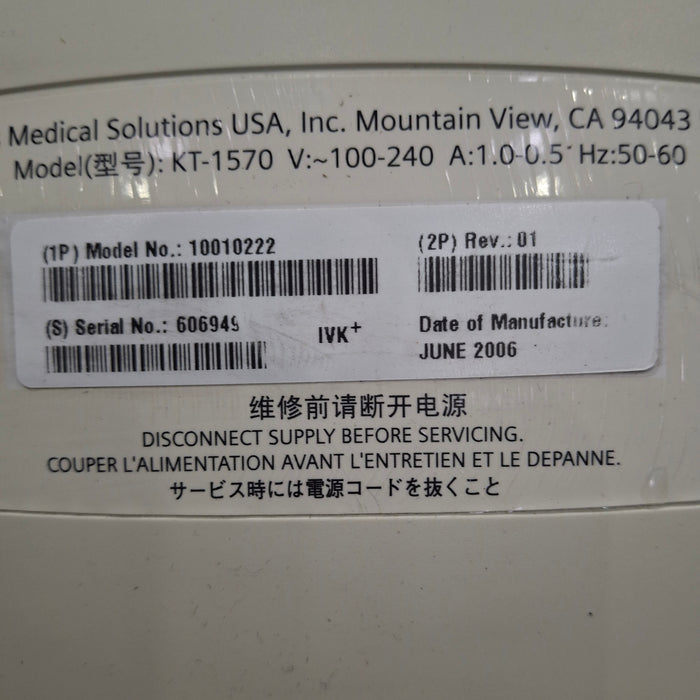 Medical Solutions USA, Inc. Mountain View, CA 94043
Model(型号): KT-1570 V:~100-240 A:1.0-0.5 Hz:50-60
(1P) Model No.: 10010222
(2P) Rev.: 01
(S) Serial No.: 606949
IVK+
Date of Manufacture:
JUNE 2006
维修前请断开电源
DISCONNECT SUPPLY BEFORE SERVICING.
COUPER L'ALIMENTATION AVANT L'ENTRETIEN ET LE DEPANNE.
サービス時には電源コードを抜くこと